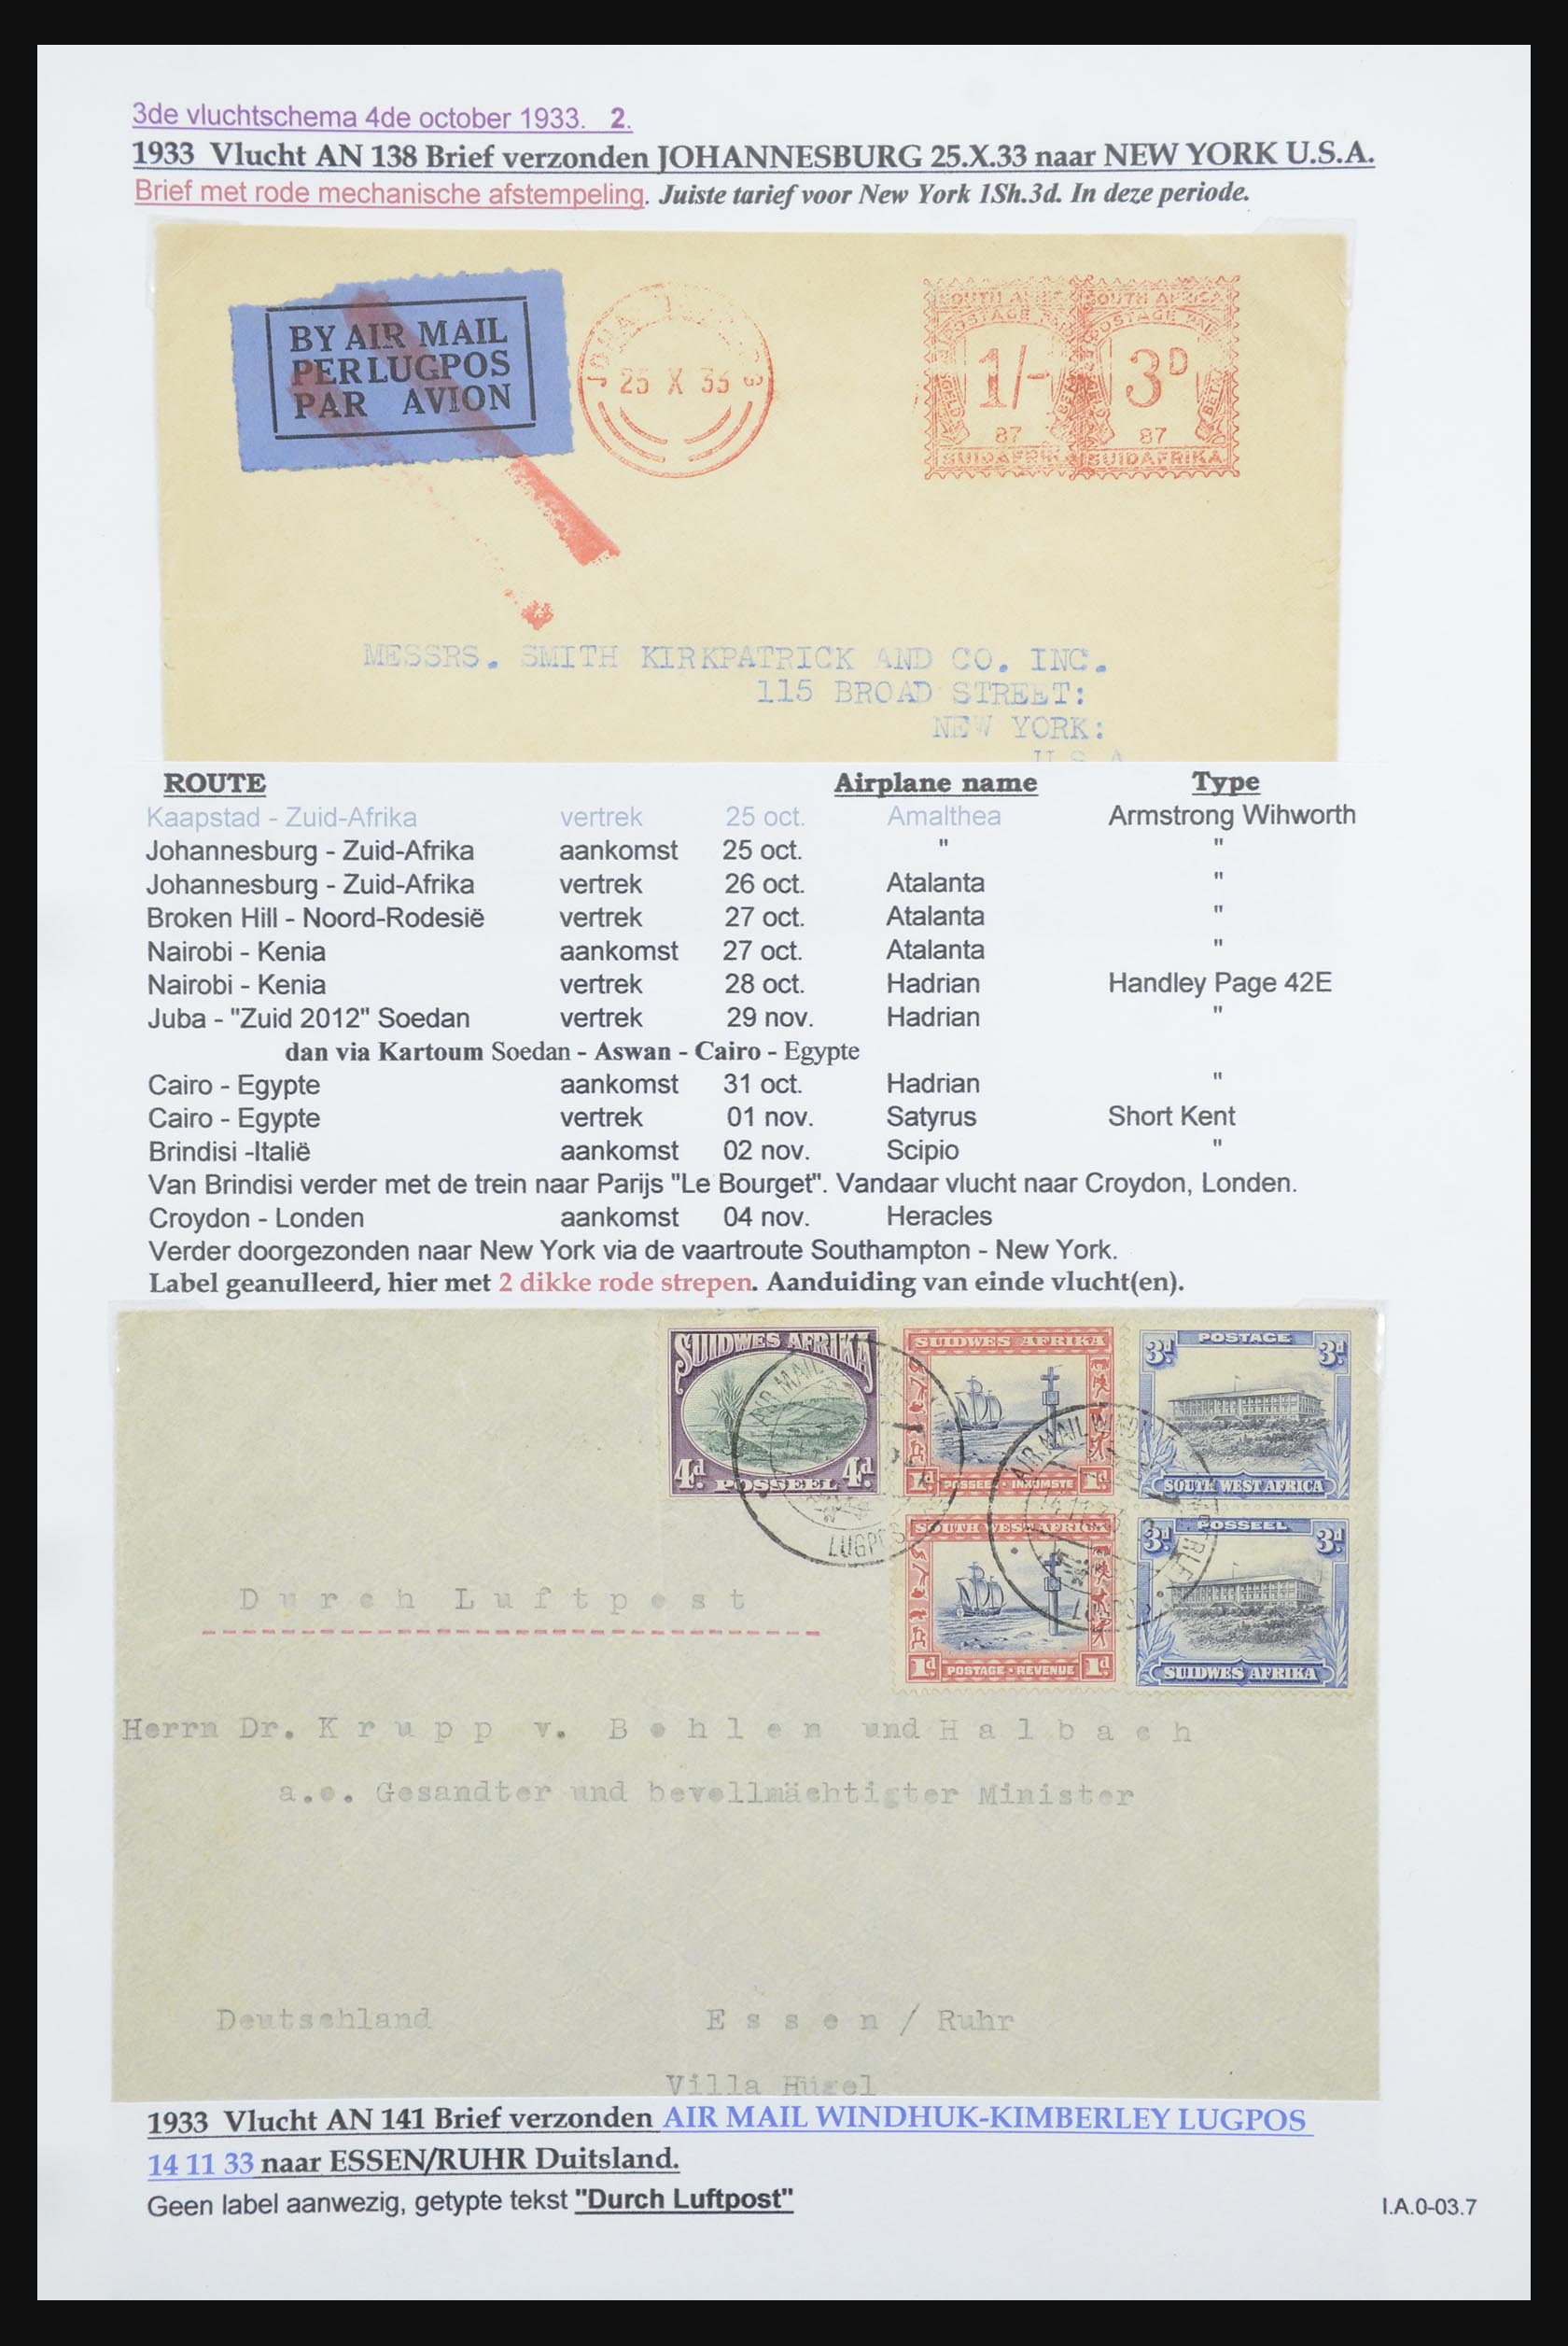 3de vluchtschema 4de october 1933.   2.
1933  Vlucht AN 138 Brief verzonden JOHANNESBURG 25.X.33 naar NEW YORK U.S.A.
Brief met rode mechanische afstempeling. Juiste tarief voor New York 1Sh.3d. In deze periode.
BY AIR MAIL
PER LUGPOS
PAR AVION
25 X 33
SOUTH AFRICA SOUTH AFRICA
POSTAGE PAID POSTAGE PAID
1/- 3D
87 87
SUIDAFRIKA SUIDAFRIKA
MESSRS. SMITH KIRKPATRICK AND CO. INC.
115 BROAD STREET:
NEW YORK:
U.S.A.
ROUTE Airplane name Type
Kaapstad - Zuid-Afrika vertrek 25 oct. Amalthea Armstrong Wihworth
Johannesburg - Zuid-Afrika aankomst 25 oct. " "
Johannesburg - Zuid-Afrika vertrek 26 oct. Atalanta "
Broken Hill - Noord-Rodesië vertrek 27 oct. Atalanta "
Nairobi - Kenia aankomst 27 oct. Atalanta "
Nairobi - Kenia vertrek 28 oct. Hadrian Handley Page 42E
Juba - "Zuid 2012" Soedan vertrek 29 nov. Hadrian "
dan via Kartoum Soedan - Aswan - Cairo - Egypte
Cairo - Egypte aankomst 31 oct. Hadrian "
Cairo - Egypte vertrek 01 nov. Satyrus Short Kent
Brindisi -Italië aankomst 02 nov. Scipio "
Van Brindisi verder met de trein naar Parijs "Le Bourget". Vandaar vlucht naar Croydon, Londen.
Croydon - Londen aankomst 04 nov. Heracles
Verder doorgezonden naar New York via de vaartroute Southampton - New York.
Label geanulleerd, hier met 2 dikke rode strepen. Aanduiding van einde vlucht(en).
SUIDWES AFRIKA
4d. 4d.
POSSEEL
SUIDWES AFRIKA
1d POSSEEL - INKOMSTE 1d
POSTAGE
3d 3d
SOUTH WEST AFRICA
AIR MAIL
LUGPOS
AIR MAIL WINDHUK
SOUTH WEST AFRICA
1d POSTAGE - REVENUE 1d
POSSEEL
3d 3d
SUIDWES AFRIKA
Durch Luftpost
Herrn Dr. Krupp v. Bohlen und Halbach
a.o. Gesandter und bevollmächtigter Minister
Deutschland Essen / Ruhr
Villa Hügel
1933  Vlucht AN 141 Brief verzonden AIR MAIL WINDHUK-KIMBERLEY LUGPOS
14 11 33 naar ESSEN/RUHR Duitsland.
Geen label aanwezig, getypte tekst "Durch Luftpost"
I.A.0-03.7